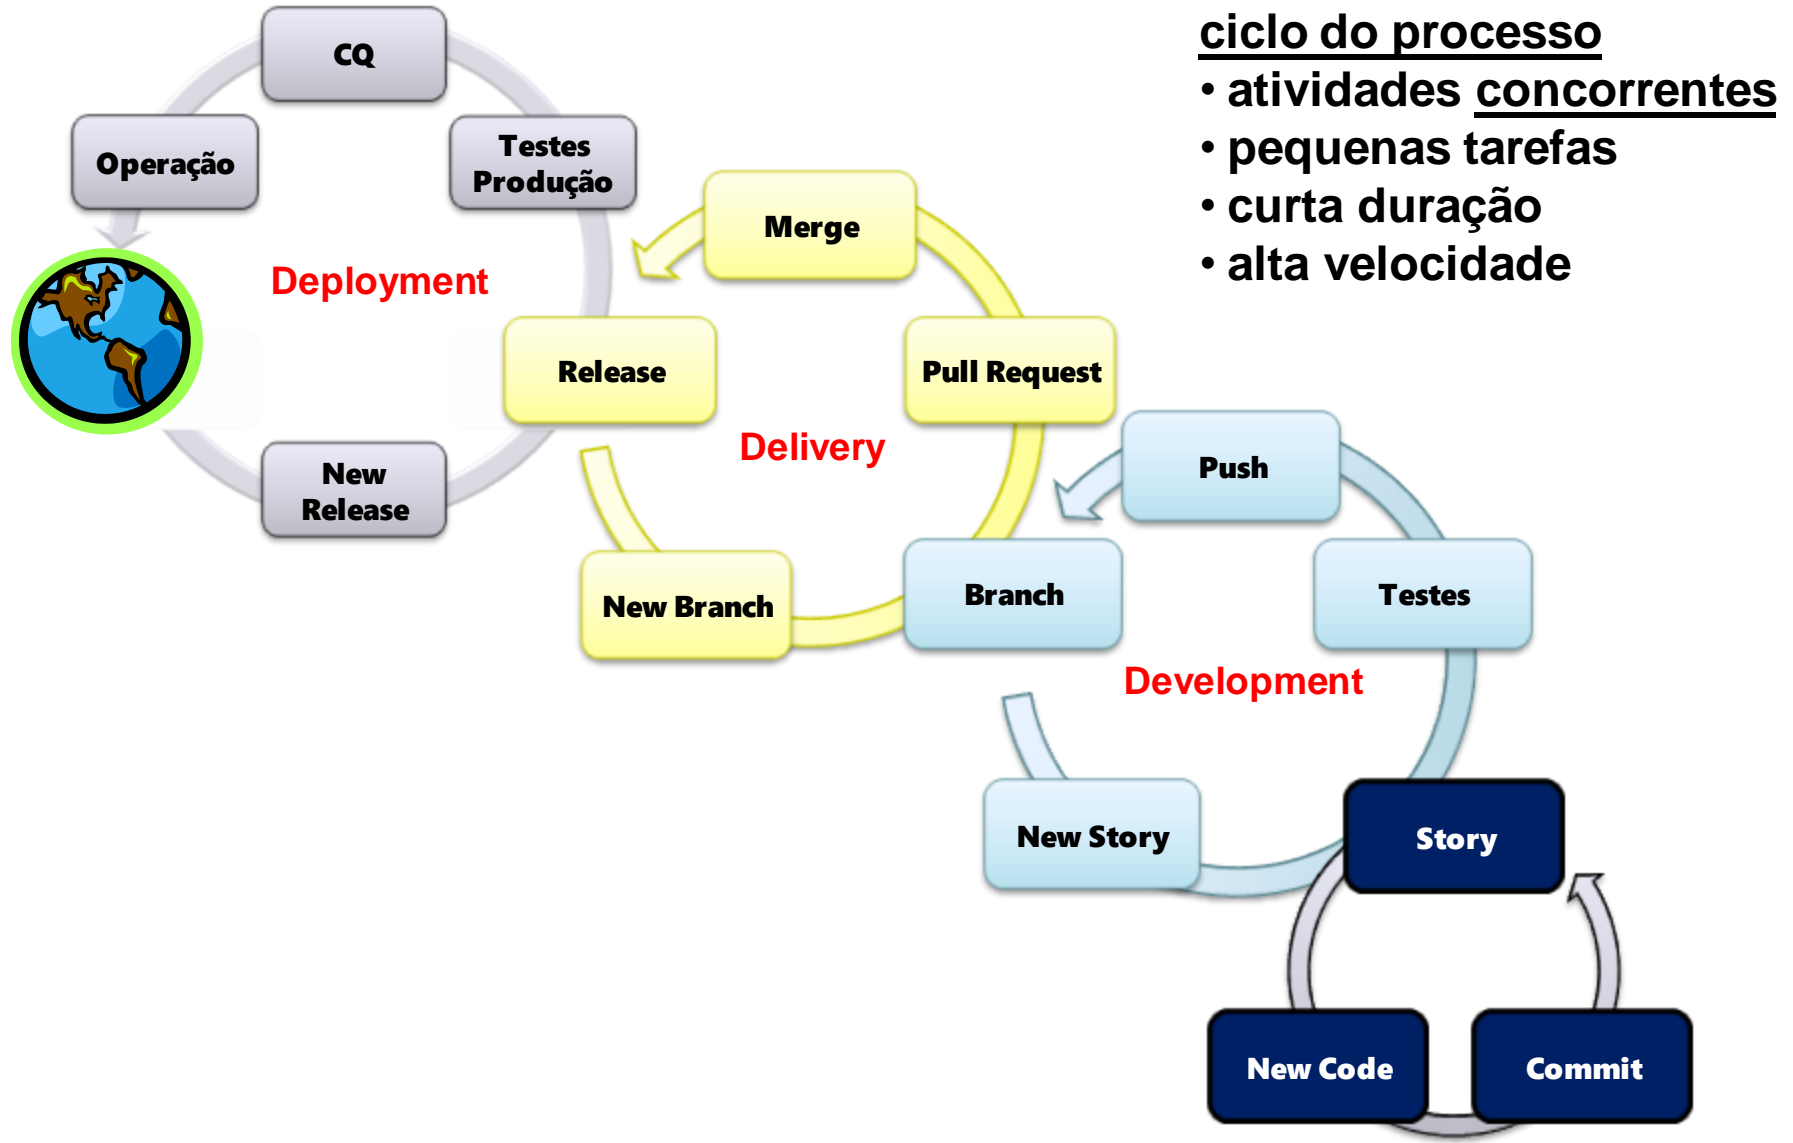 ciclo do processo
• atividades concorrentes
• pequenas tarefas
• curta duração
• alta velocidade
CQ
Operação
Testes
Produção
Deployment
New
Release
Merge
Release
Pull Request
Delivery
New Branch
Push
Branch
Testes
Development
New Story
Story
New Code
Commit